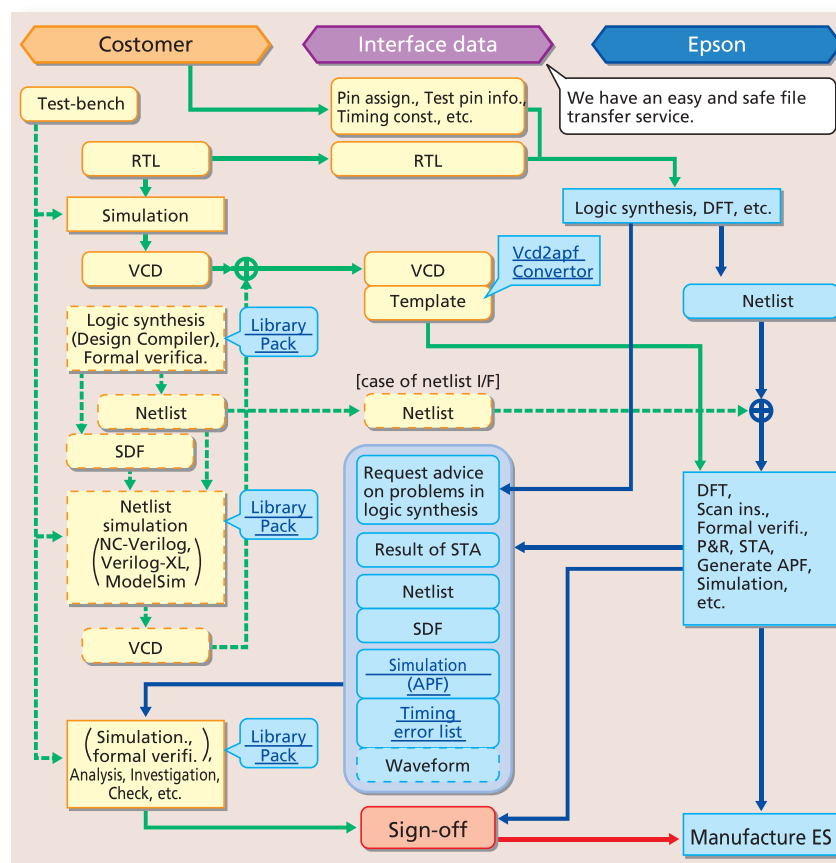 Costomer
Interface data
Epson
Test-bench
Pin assign., Test pin info.,
Timing const., etc.
We have an easy and safe file
transfer service.
RTL
RTL
Simulation
Logic synthesis, DFT, etc.
VCD
VCD
Template
Vcd2apf
Convertor
Netlist
Logic synthesis
(Design Compiler),
Formal verifica.
Library
Pack
[case of netlist I/F]
Netlist
Netlist
SDF
Request advice
on problems in
logic synthesis
Netlist
simulation
(NC-Verilog,
Verilog-XL,
ModelSim)
Library
Pack
DFT,
Scan ins.,
Formal verifi.,
P&R, STA,
Generate APF,
Simulation,
etc.
Result of STA
Netlist
SDF
VCD
Simulation
(APF)
Timing
error list
Waveform
(Simulation.,
formal verifi.),
Analysis, Investigation,
Check, etc.
Library
Pack
Sign-off
Manufacture ES